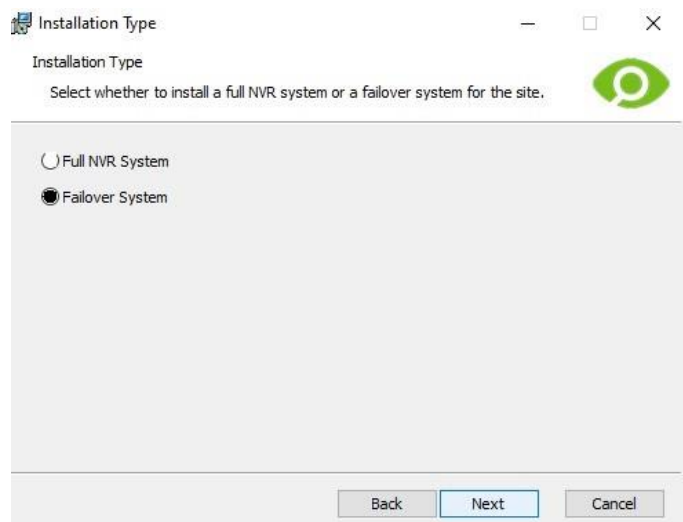 Installation Type
Installation Type
Select whether to install a full NVR system or a failover system for the site.
Full NVR System
Failover System
Back
Next
Cancel